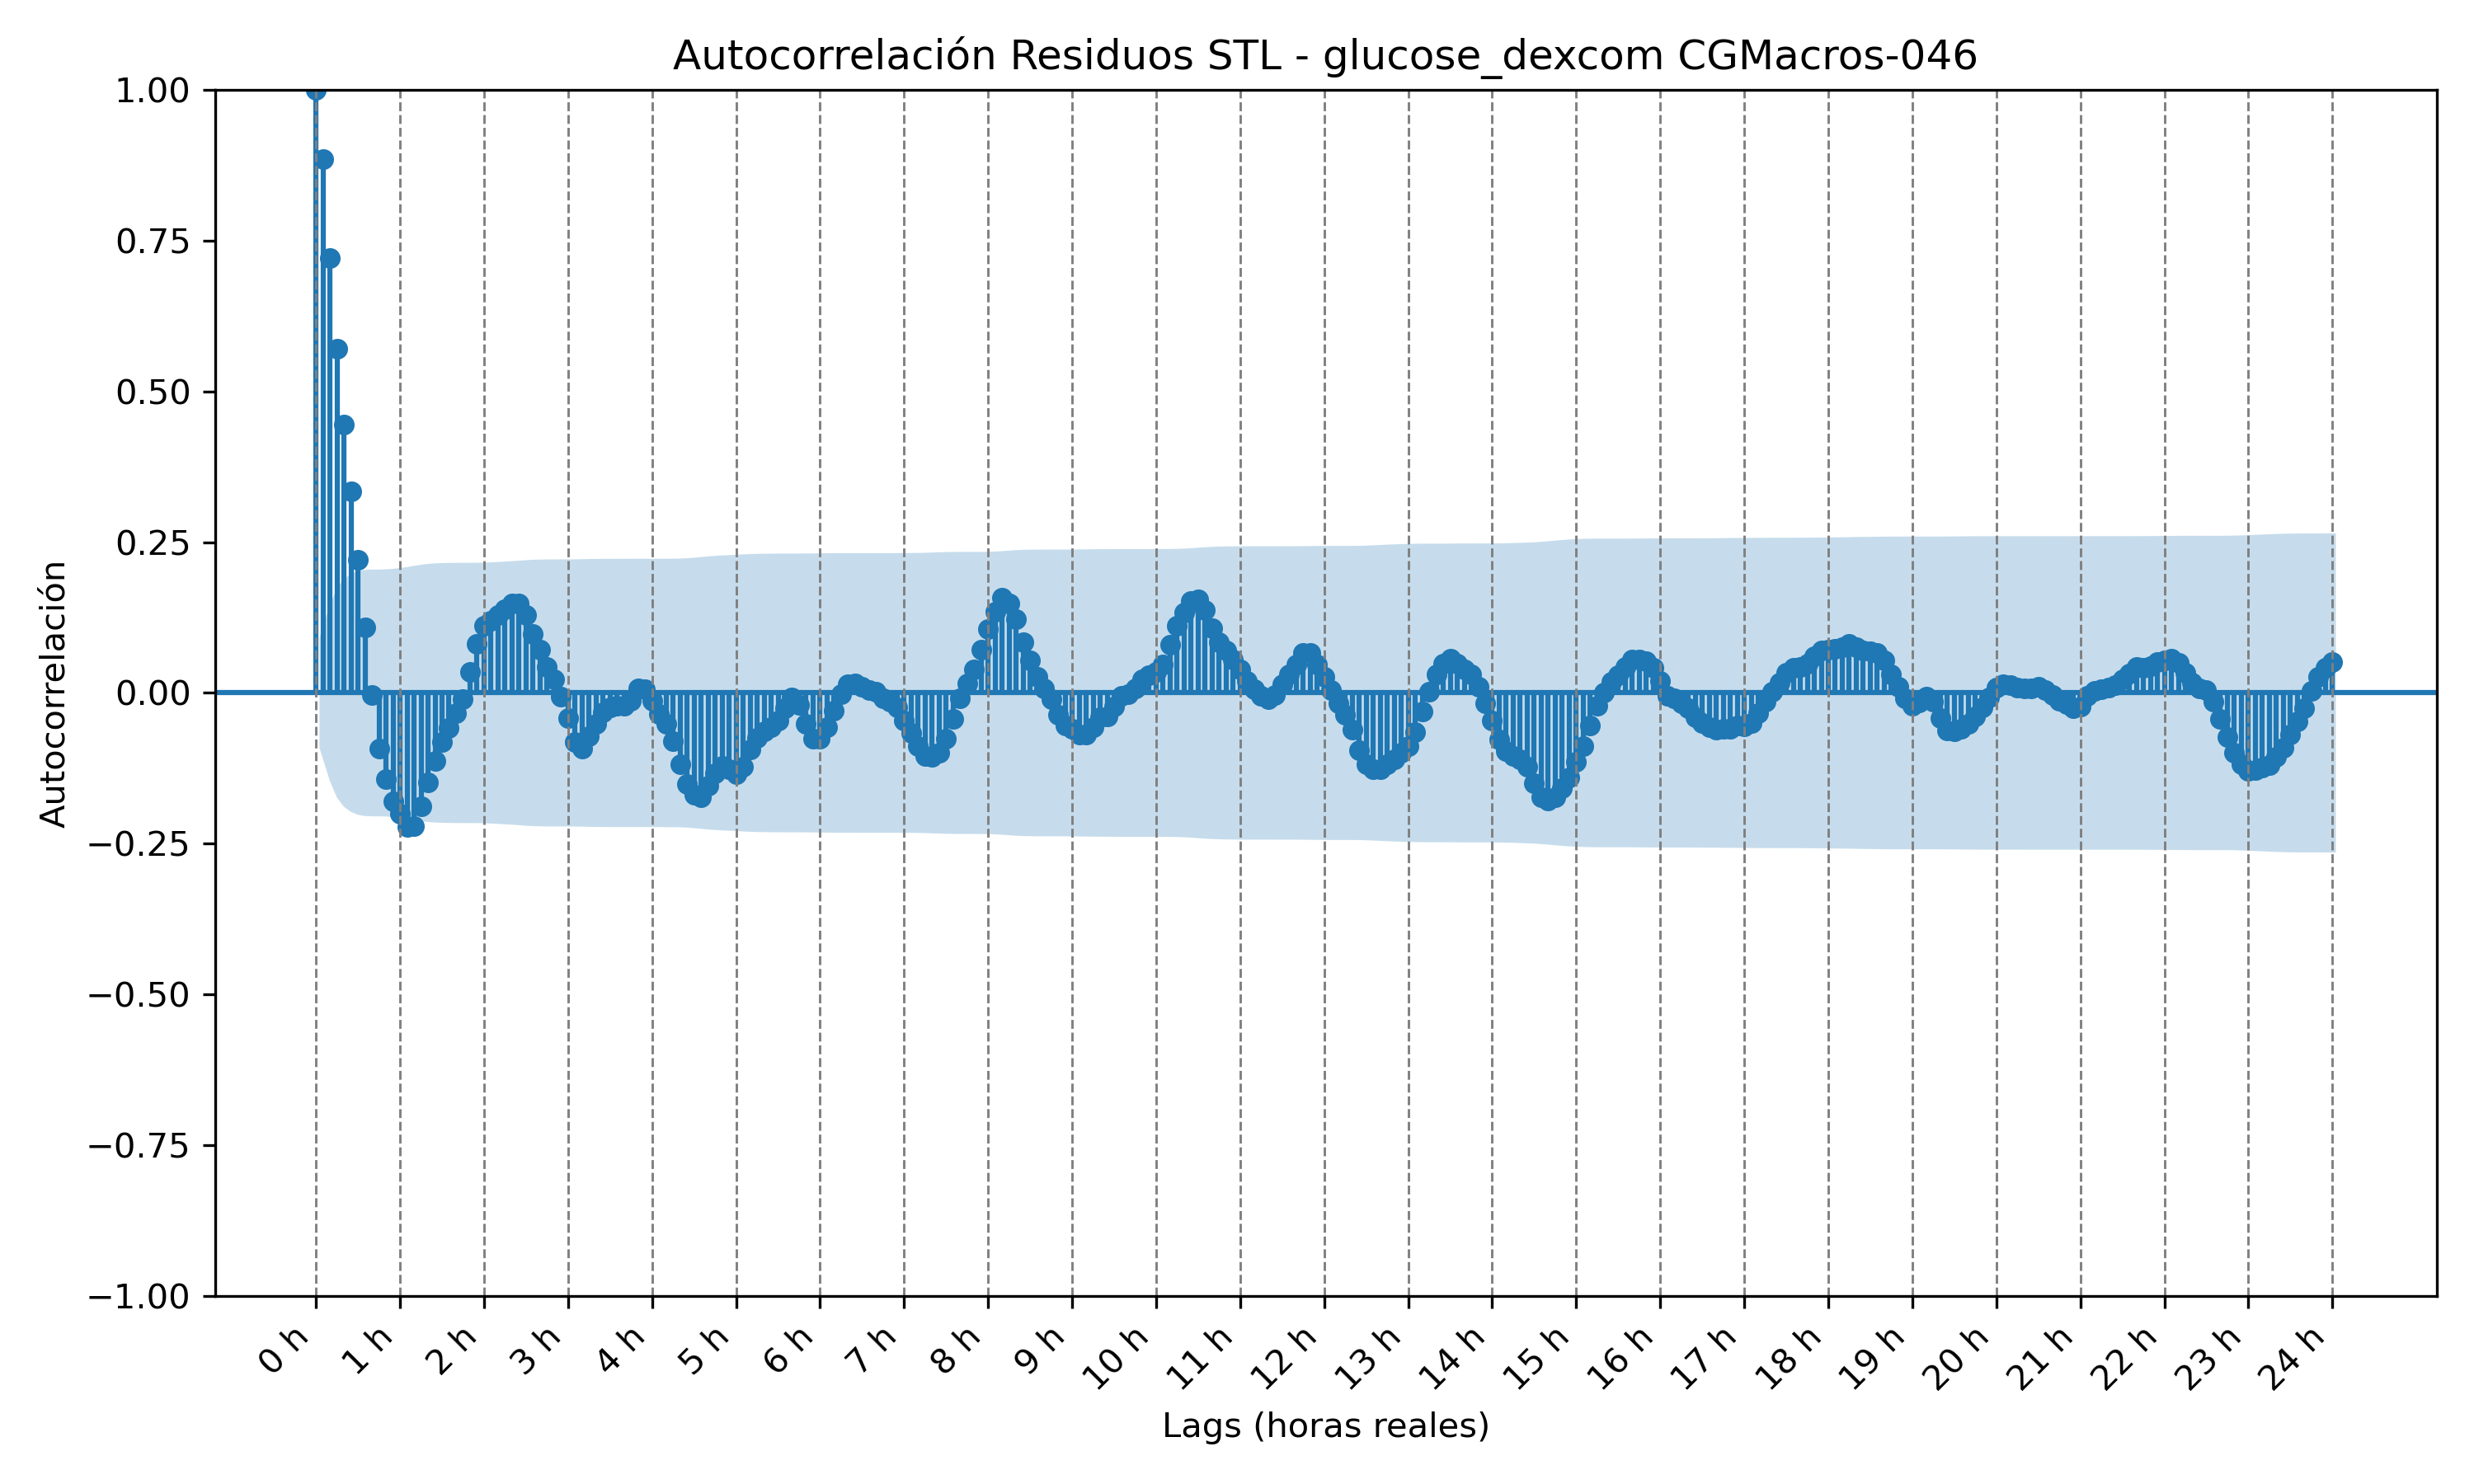 Autocorrelación Residuos STL - glucose_dexcom CGMacros-046
1.00
0.75
0.50
0.25
0.00
−0.25
−0.50
−0.75
−1.00
Autocorrelación
0 h
1 h
2 h
3 h
4 h
5 h
6 h
7 h
8 h
9 h
10 h
11 h
12 h
13 h
14 h
15 h
16 h
17 h
18 h
19 h
20 h
21 h
22 h
23 h
24 h
Lags (horas reales)